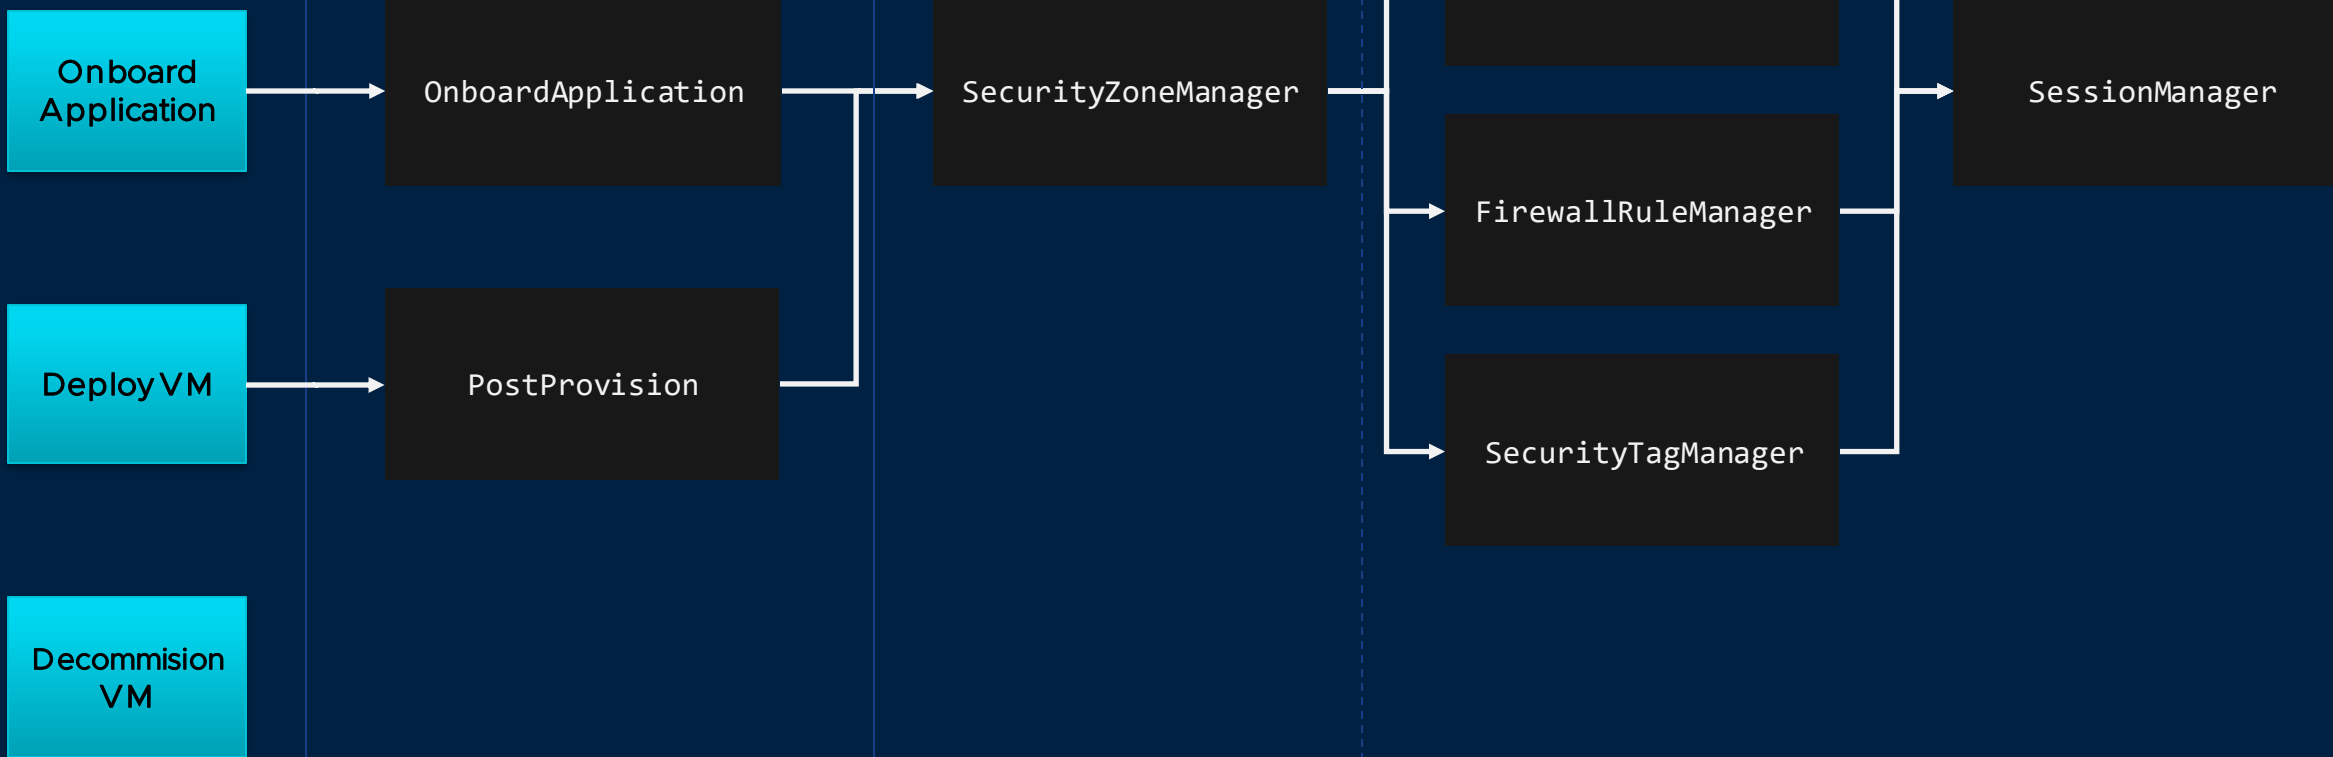 Onboard
Application
OnboardApplication
SecurityZoneManager
SessionManager
FirewallRuleManager
Deploy VM
PostProvision
SecurityTagManager
Decommision
VM